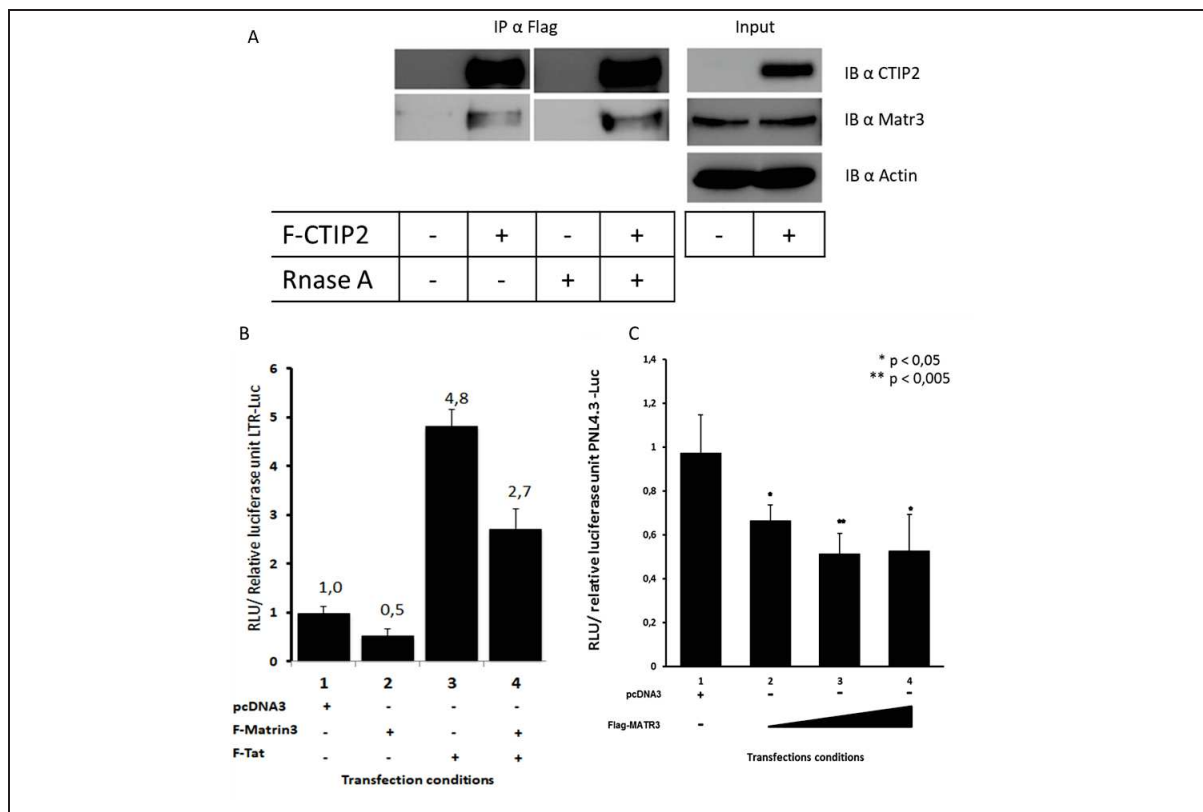 A
IP α Flag
Input
IB α CTIP2
IB α Matr3
IB α Actin
F-CTIP2 - + - + - +
Rnase A - - + +
B
RLU/ Relative luciferase unit LTR-Luc
6
5
4
3
2
1
0
1,0
0,5
4,8
2,7
1 2 3 4
pcDNA3 + - - -
F-Matrin3 - + - +
F-Tat - - + +
Transfection conditions
C
* p < 0,05
** p < 0,005
RLU/ relative luciferase unit PNL4.3 -Luc
1,4
1,2
1
0,8
0,6
0,4
0,2
0
*
**
*
1 2 3 4
pcDNA3 + - - -
Flag-MATR3 -
Transfections conditions